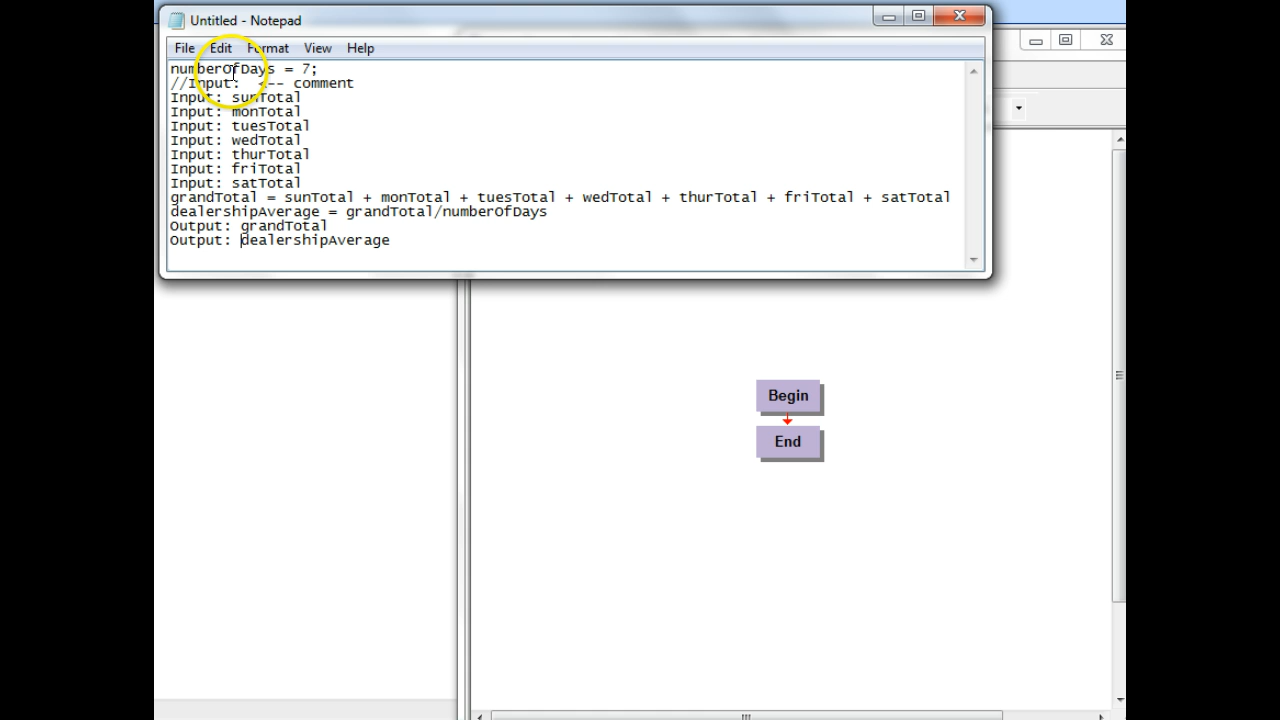 Untitled - Notepad
File Edit Format View Help
numberOfDays = 7;
//Input: <-- comment
Input: sunTotal
Input: monTotal
Input: tuesTotal
Input: wedTotal
Input: thurTotal
Input: friTotal
Input: satTotal
grandTotal = sunTotal + monTotal + tuesTotal + wedTotal + thurTotal + friTotal + satTotal
dealershipAverage = grandTotal/numberOfDays
Output: grandTotal
Output: dealershipAverage
Begin
End